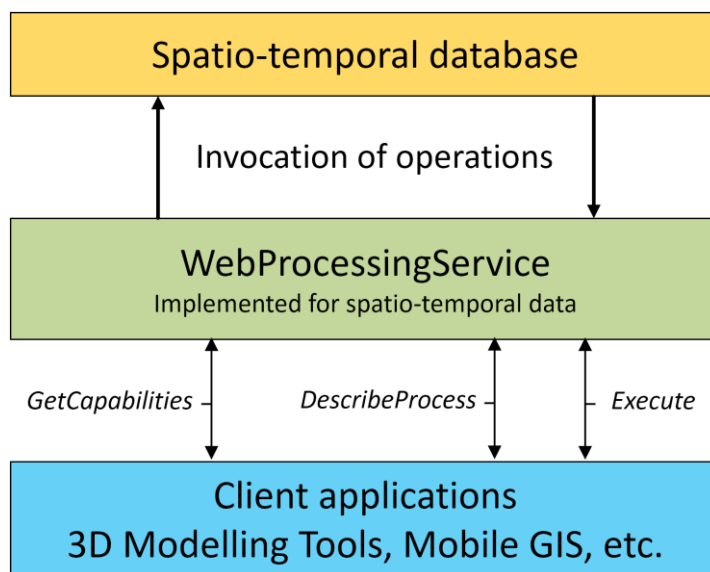 Spatio-temporal database
Invocation of operations
WebProcessingService
Implemented for spatio-temporal data
GetCapabilities
DescribeProcess
Execute
Client applications
3D Modelling Tools, Mobile GIS, etc.